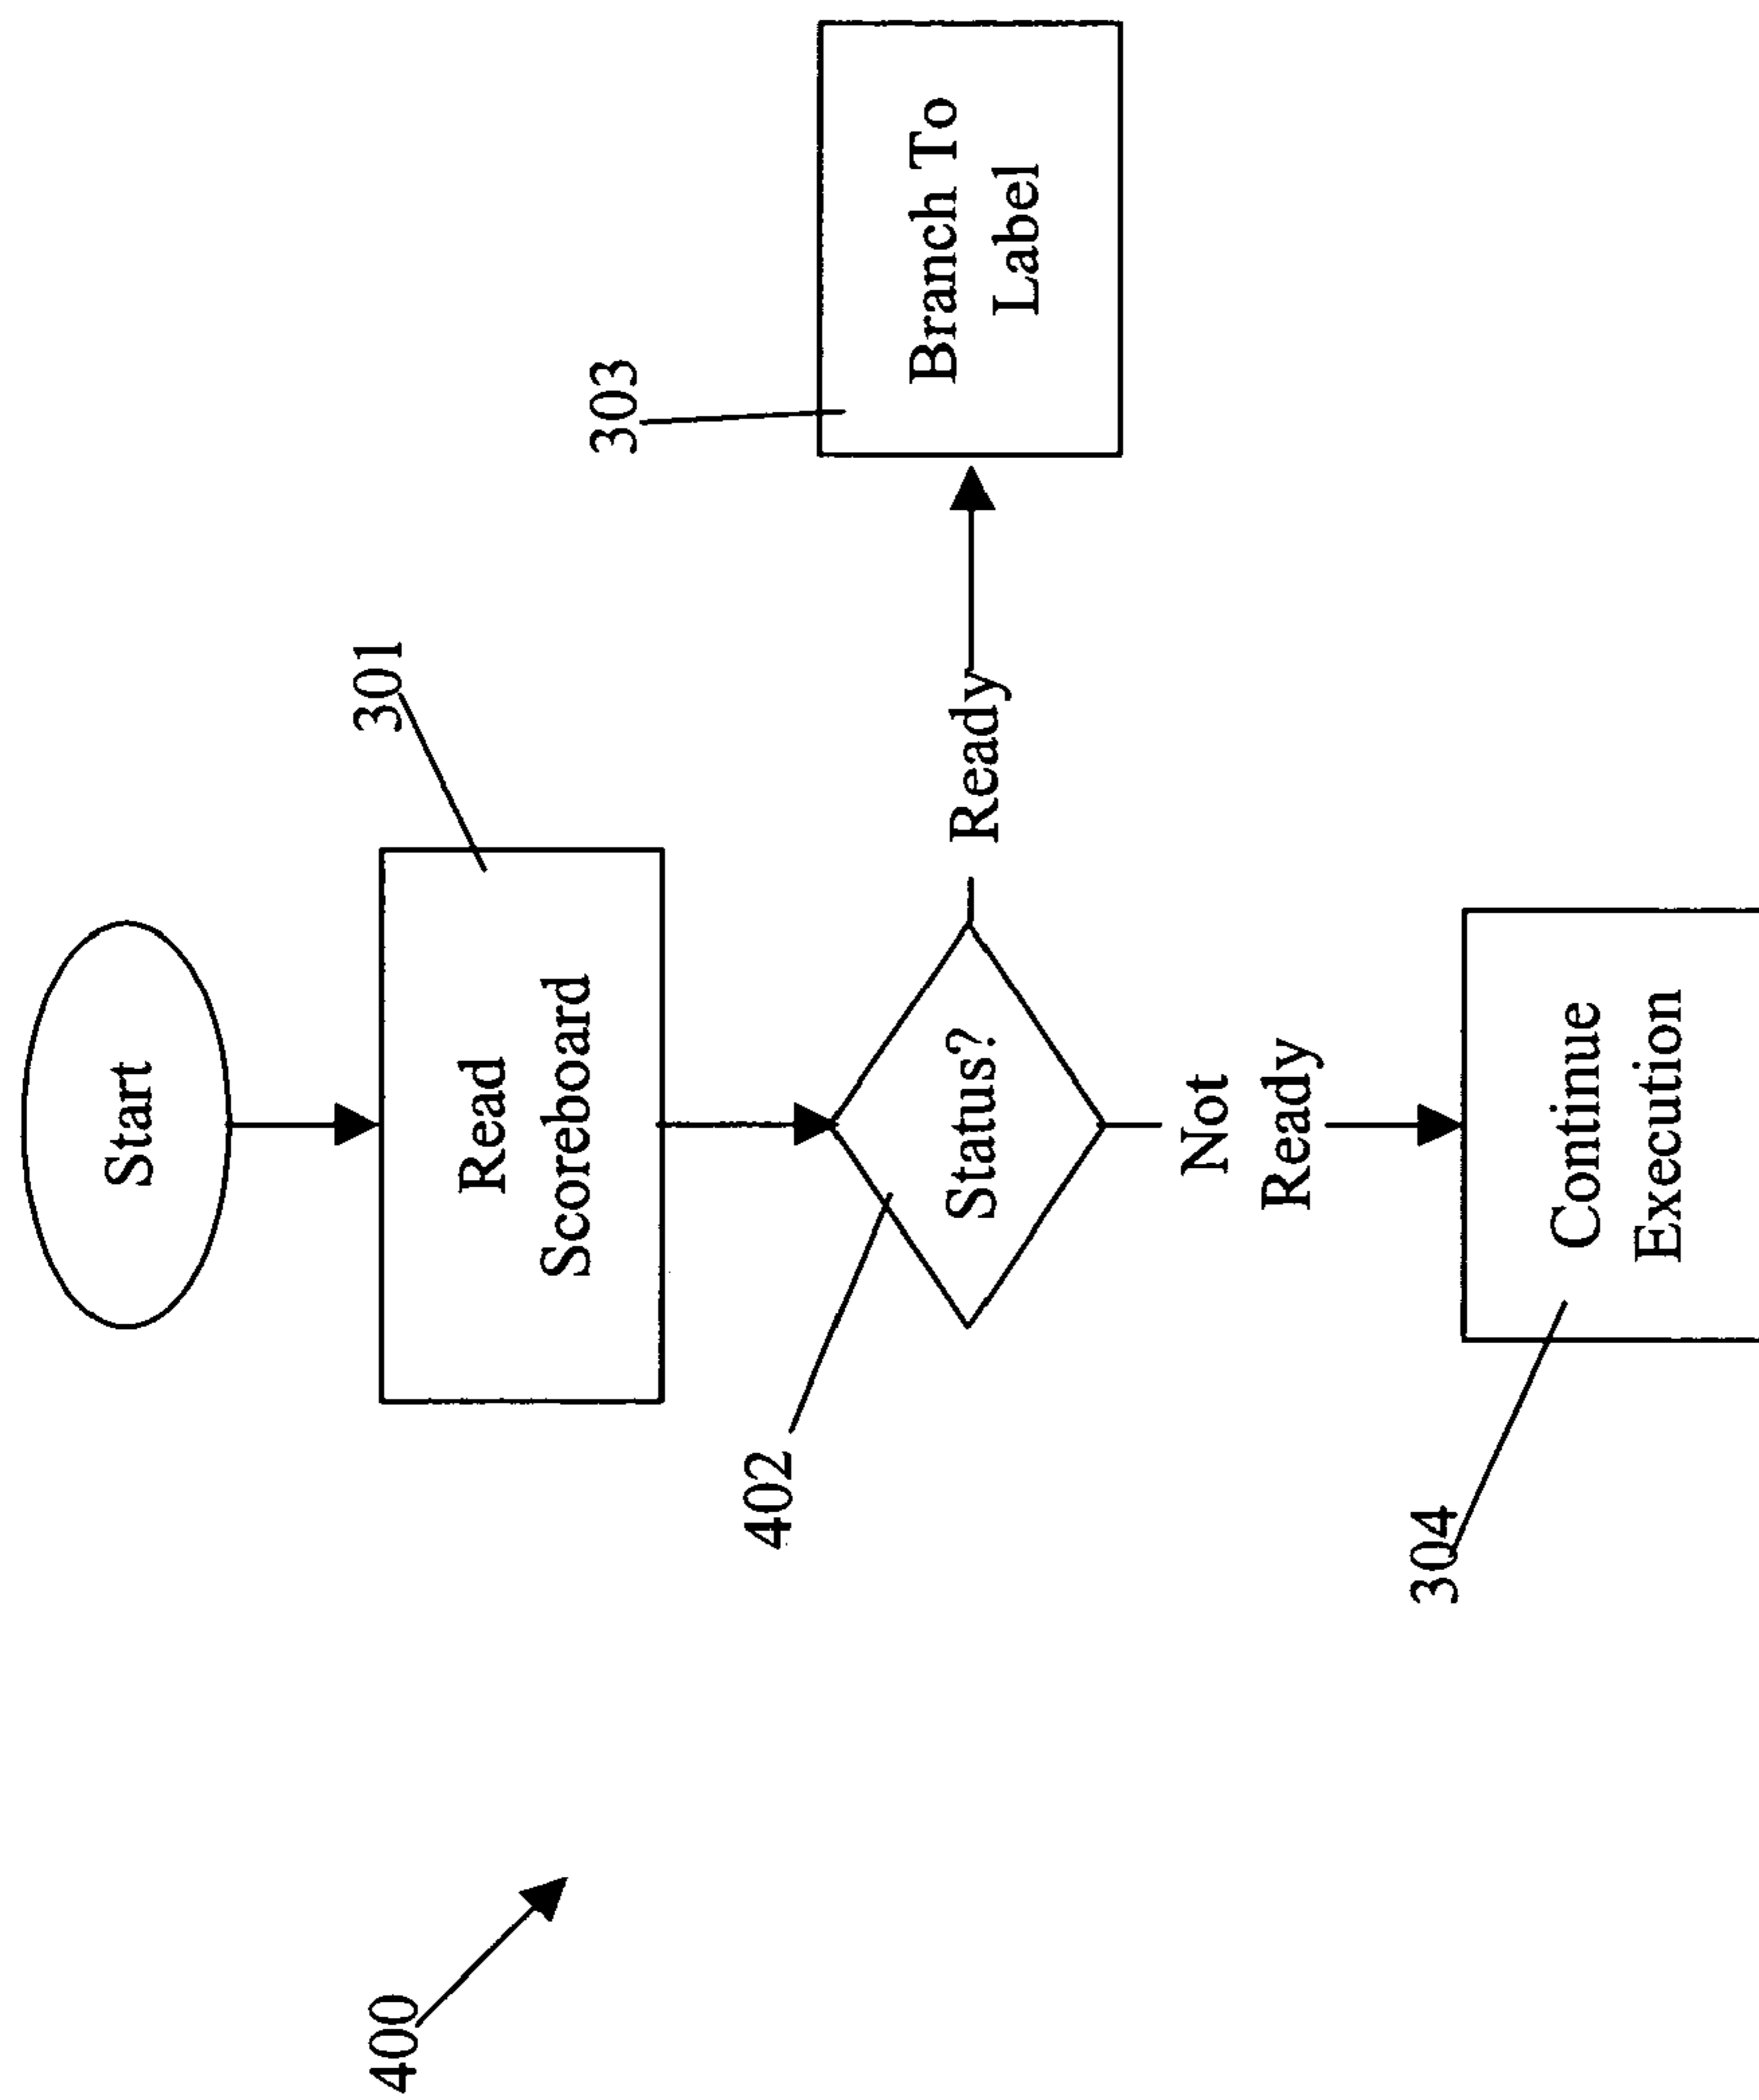 400
Start
301
Read
Scoreboard
402
Status?
Ready
303
Branch To
Label
Not
Ready
304
Continue
Execution